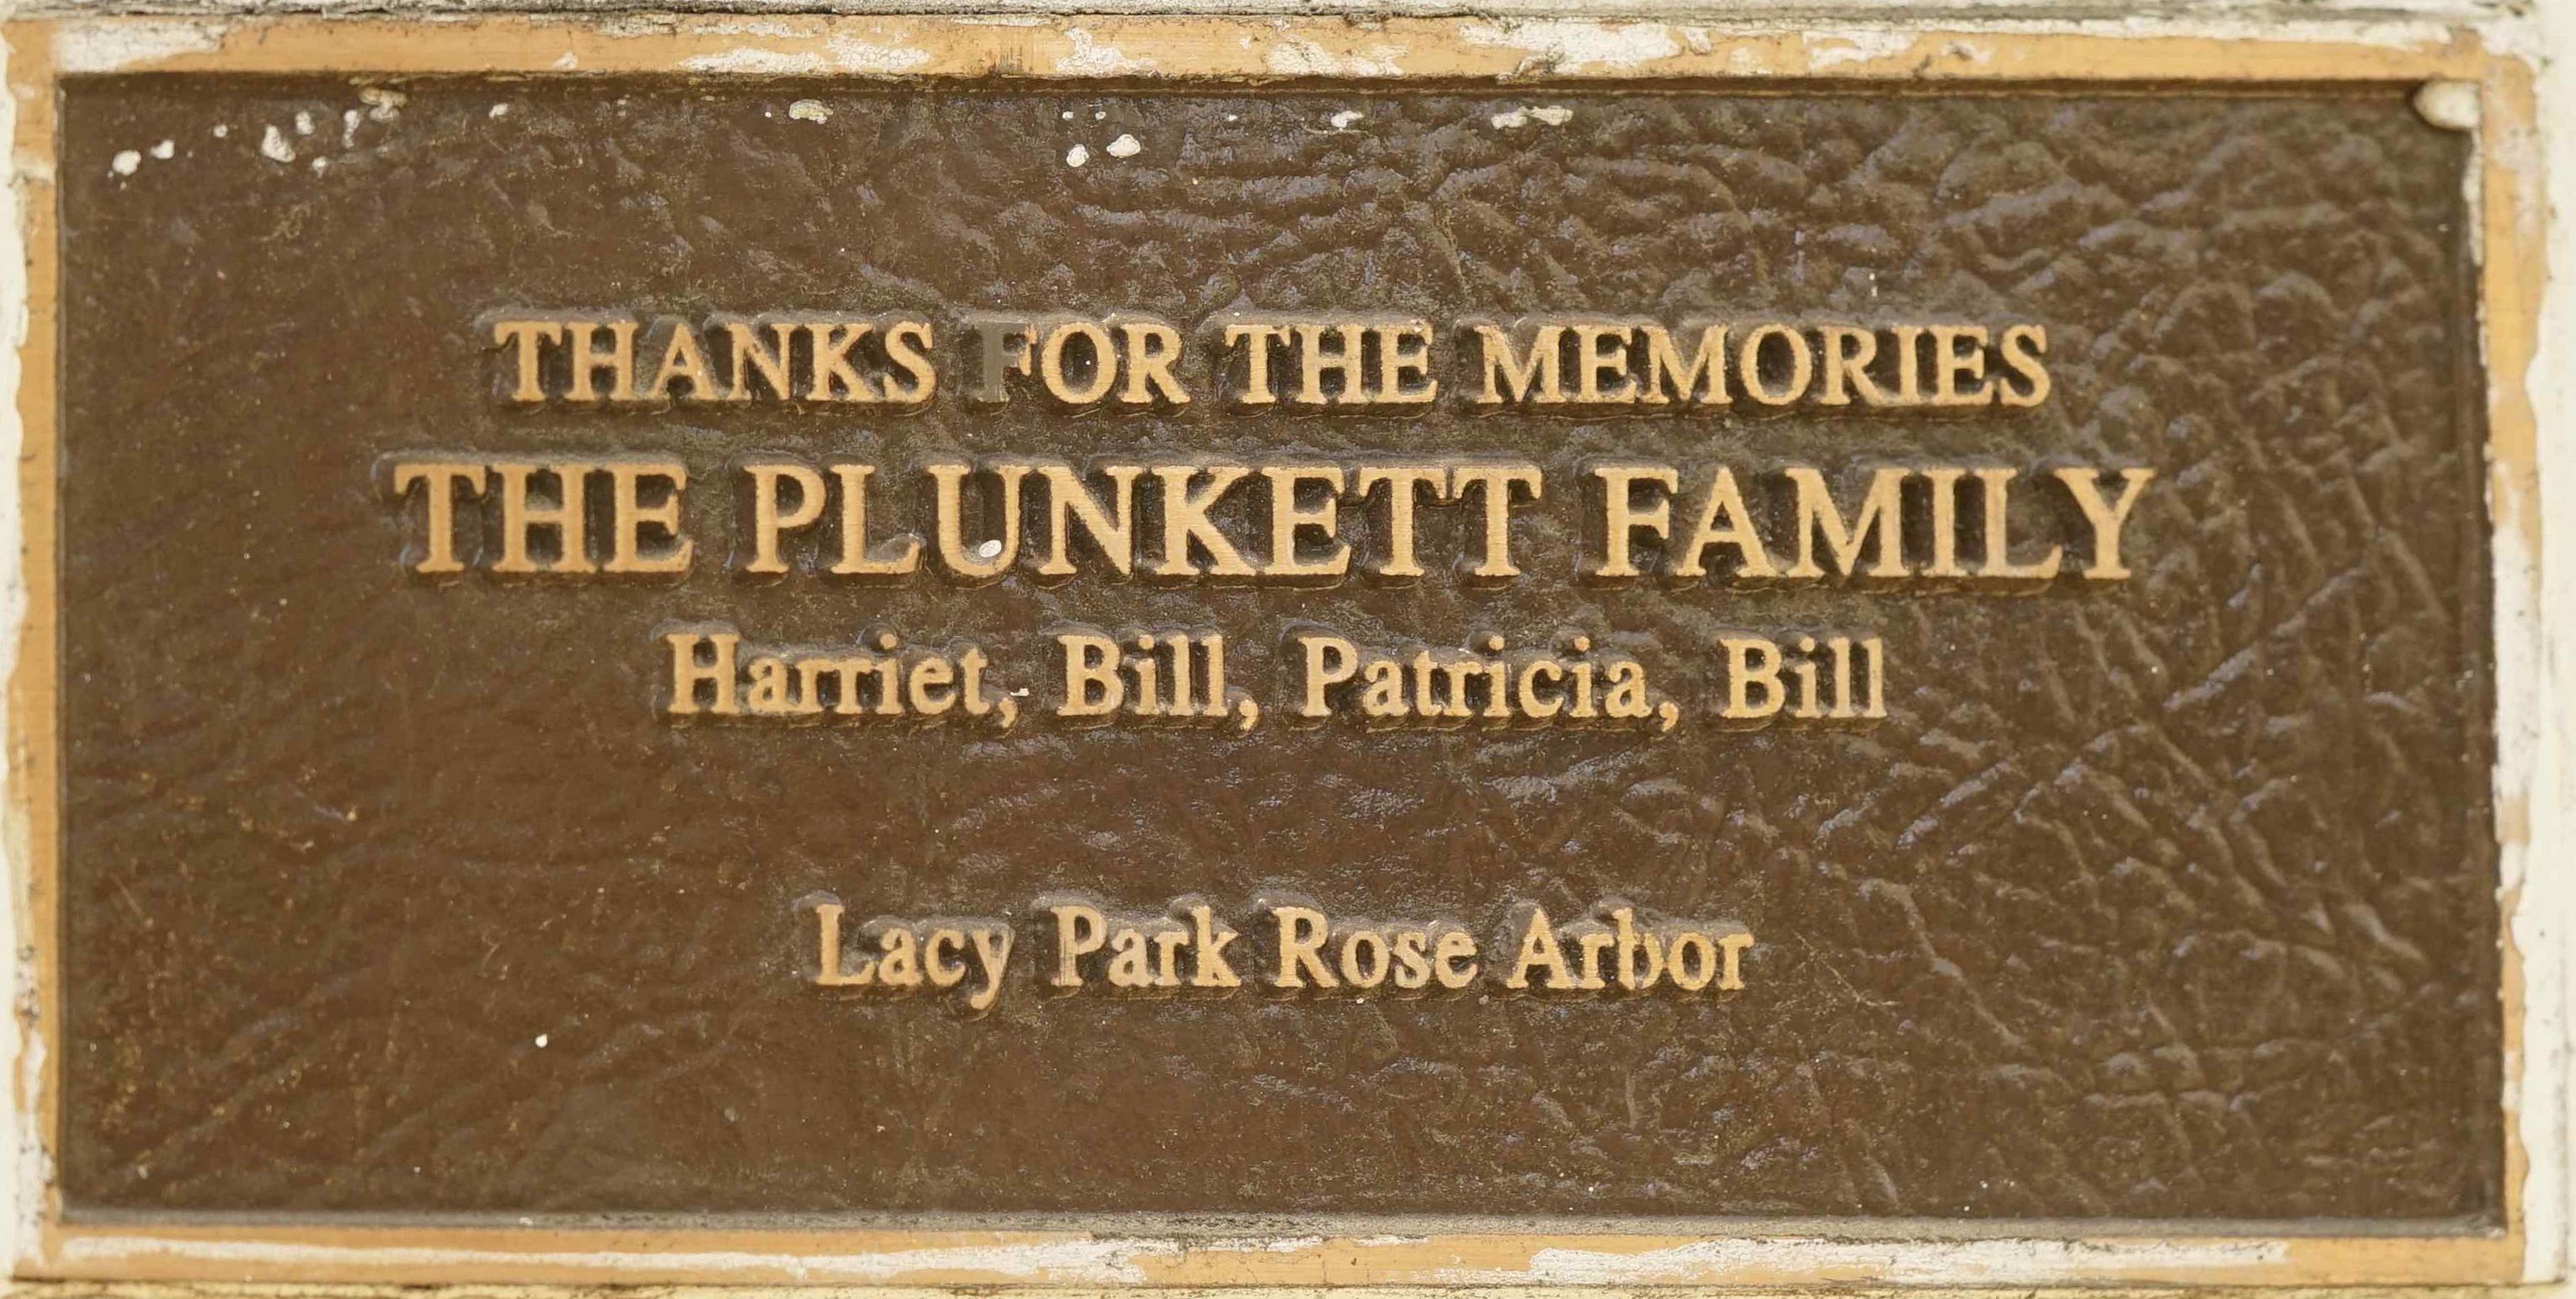 THANKS FOR THE MEMORIES
THE PLUNKETT FAMILY
Harriet, Bill, Patricia, Bill
Lacy Park Rose Arbor